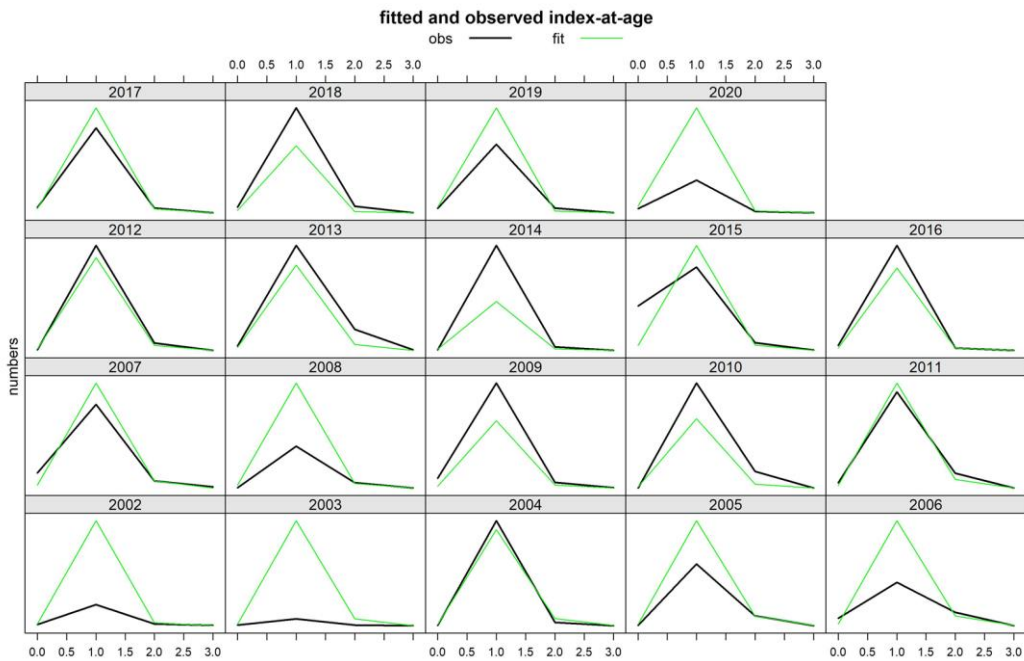 fitted and observed index-at-age
obs fit
0.0 0.5 1.0 1.5 2.0 2.5 3.0 0.0 0.5 1.0 1.5 2.0 2.5 3.0
2017 2018 2019 2020
2012 2013 2014 2015 2016
numbers
2007 2008 2009 2010 2011
2002 2003 2004 2005 2006
0.0 0.5 1.0 1.5 2.0 2.5 3.0 0.0 0.5 1.0 1.5 2.0 2.5 3.0 0.0 0.5 1.0 1.5 2.0 2.5 3.0